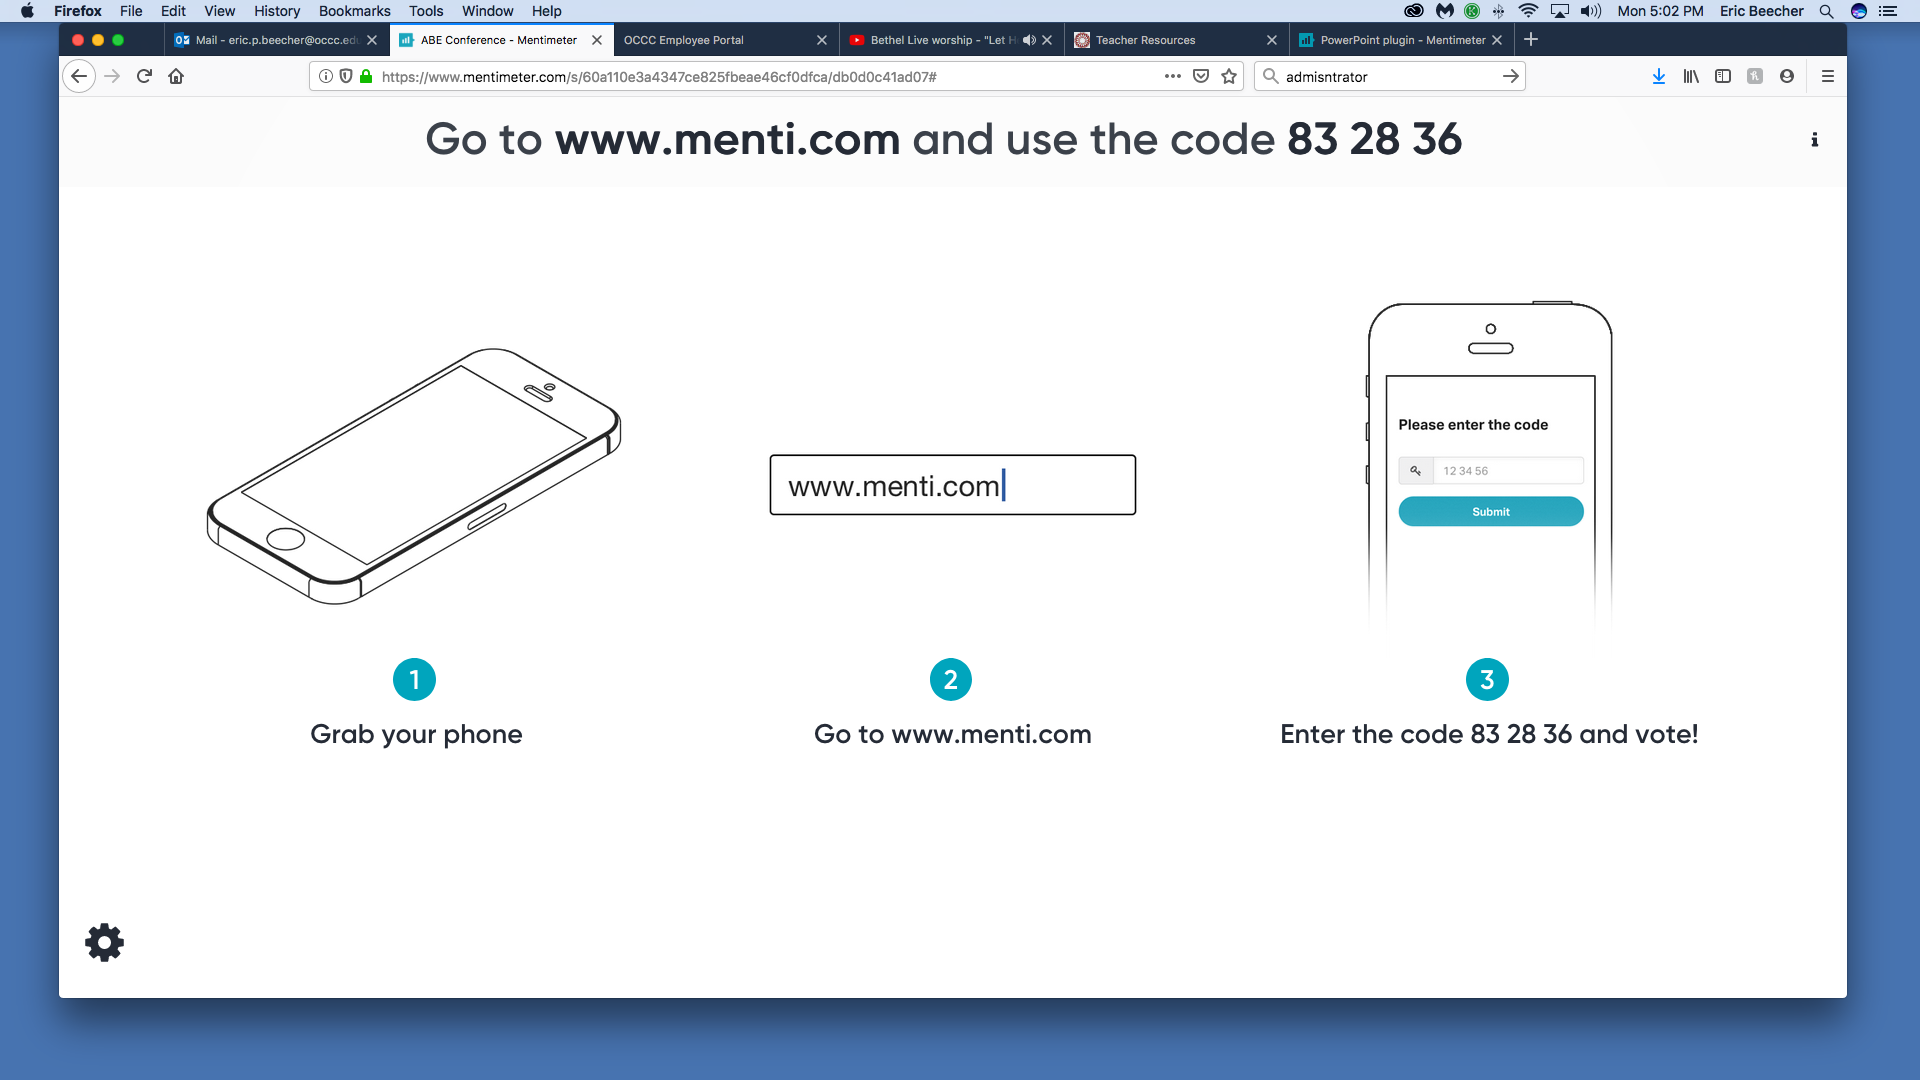 Firefox File Edit View History Bookmarks Tools Window Help Mon 5:02 PM Eric Beecher
Mail - eric.p.beecher@occc.edu ABE Conference - Mentimeter OCCC Employee Portal Bethel Live worship - "Let H Teacher Resources PowerPoint plugin - Mentimeter
https://www.mentimeter.com/s/60a110e3a4347ce825fbeae46cf0dfca/db0d0c41ad07# admisntrator
Go to www.menti.com and use the code 83 28 36
www.menti.com
Please enter the code
12 34 56
Submit
1
Grab your phone
2
Go to www.menti.com
3
Enter the code 83 28 36 and vote!